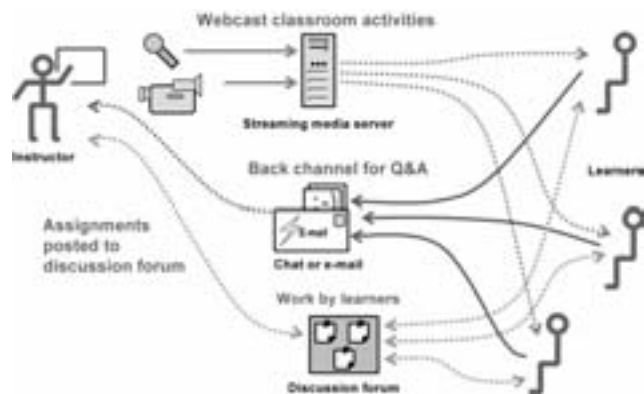 Webcast classroom activities
Streaming media server
Instructor
Back channel for Q&A
Learners
E-mail
Assignments
posted to
discussion forum
Chat or e-mail
Work by learners
Discussion forum